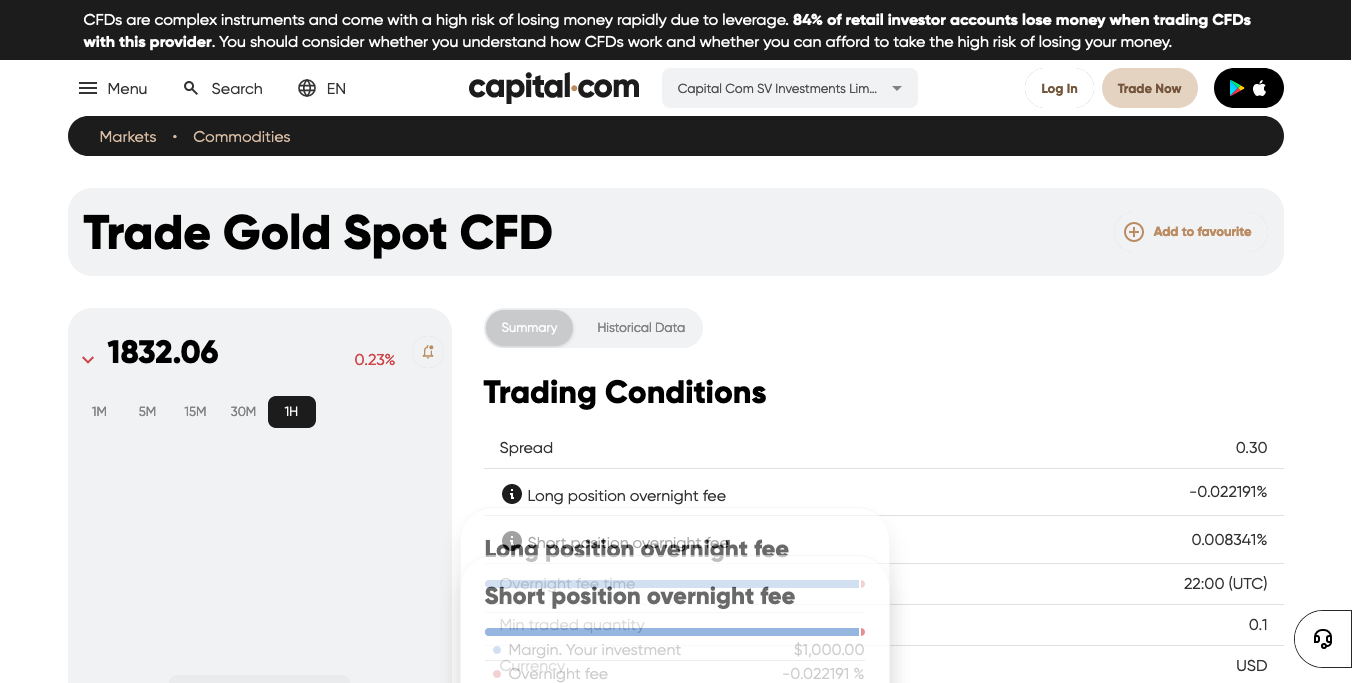 CFDs are complex instruments and come with a high risk of losing money rapidly due to leverage. 84% of retail investor accounts lose money when trading CFDs
with this provider. You should consider whether you understand how CFDs work and whether you can afford to take the high risk of losing your money.
Menu
Search
EN
capital.com
Capital Com SV Investments Lim...
Log In
Trade Now
Markets • Commodities
Trade Gold Spot CFD
Add to favourite
1832.06
0.23%
1M 5M 15M 30M 1H
Summary
Historical Data
Trading Conditions
Spread 0.30
Long position overnight fee -0.022191%
Short position overnight fee 0.008341%
Long position overnight fee
Overnight fee time 22:00 (UTC)
Short position overnight fee
Min traded quantity 0.1
Margin. Your investment $1,000.00
Currency USD
Overnight fee -0.022191 %